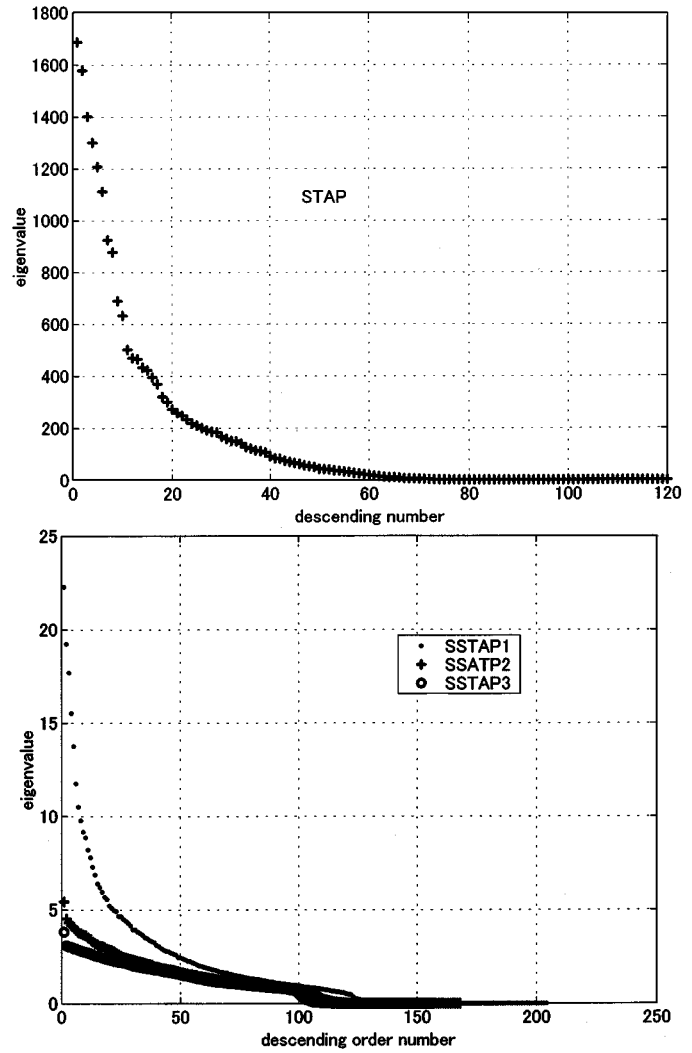 1800
1600
1400
1200
1000
800
600
400
200
0
eigenvalue
STAP
0 20 40 60 80 100 120
descending number
25
20
15
10
5
0
eigenvalue
SSTAP1
SSATP2
SSTAP3
0 50 100 150 200 250
descending order number